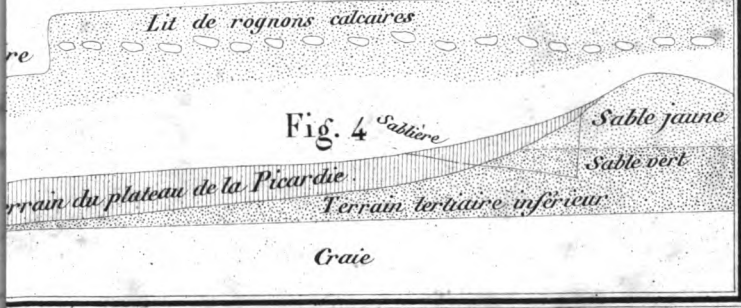 Lit de rognons calcaires
re
Fig. 4
Sablière
Sable jaune
Sable vert
errain du plateau de la Picardie.
Terrain tertiaire inférieur
Craie